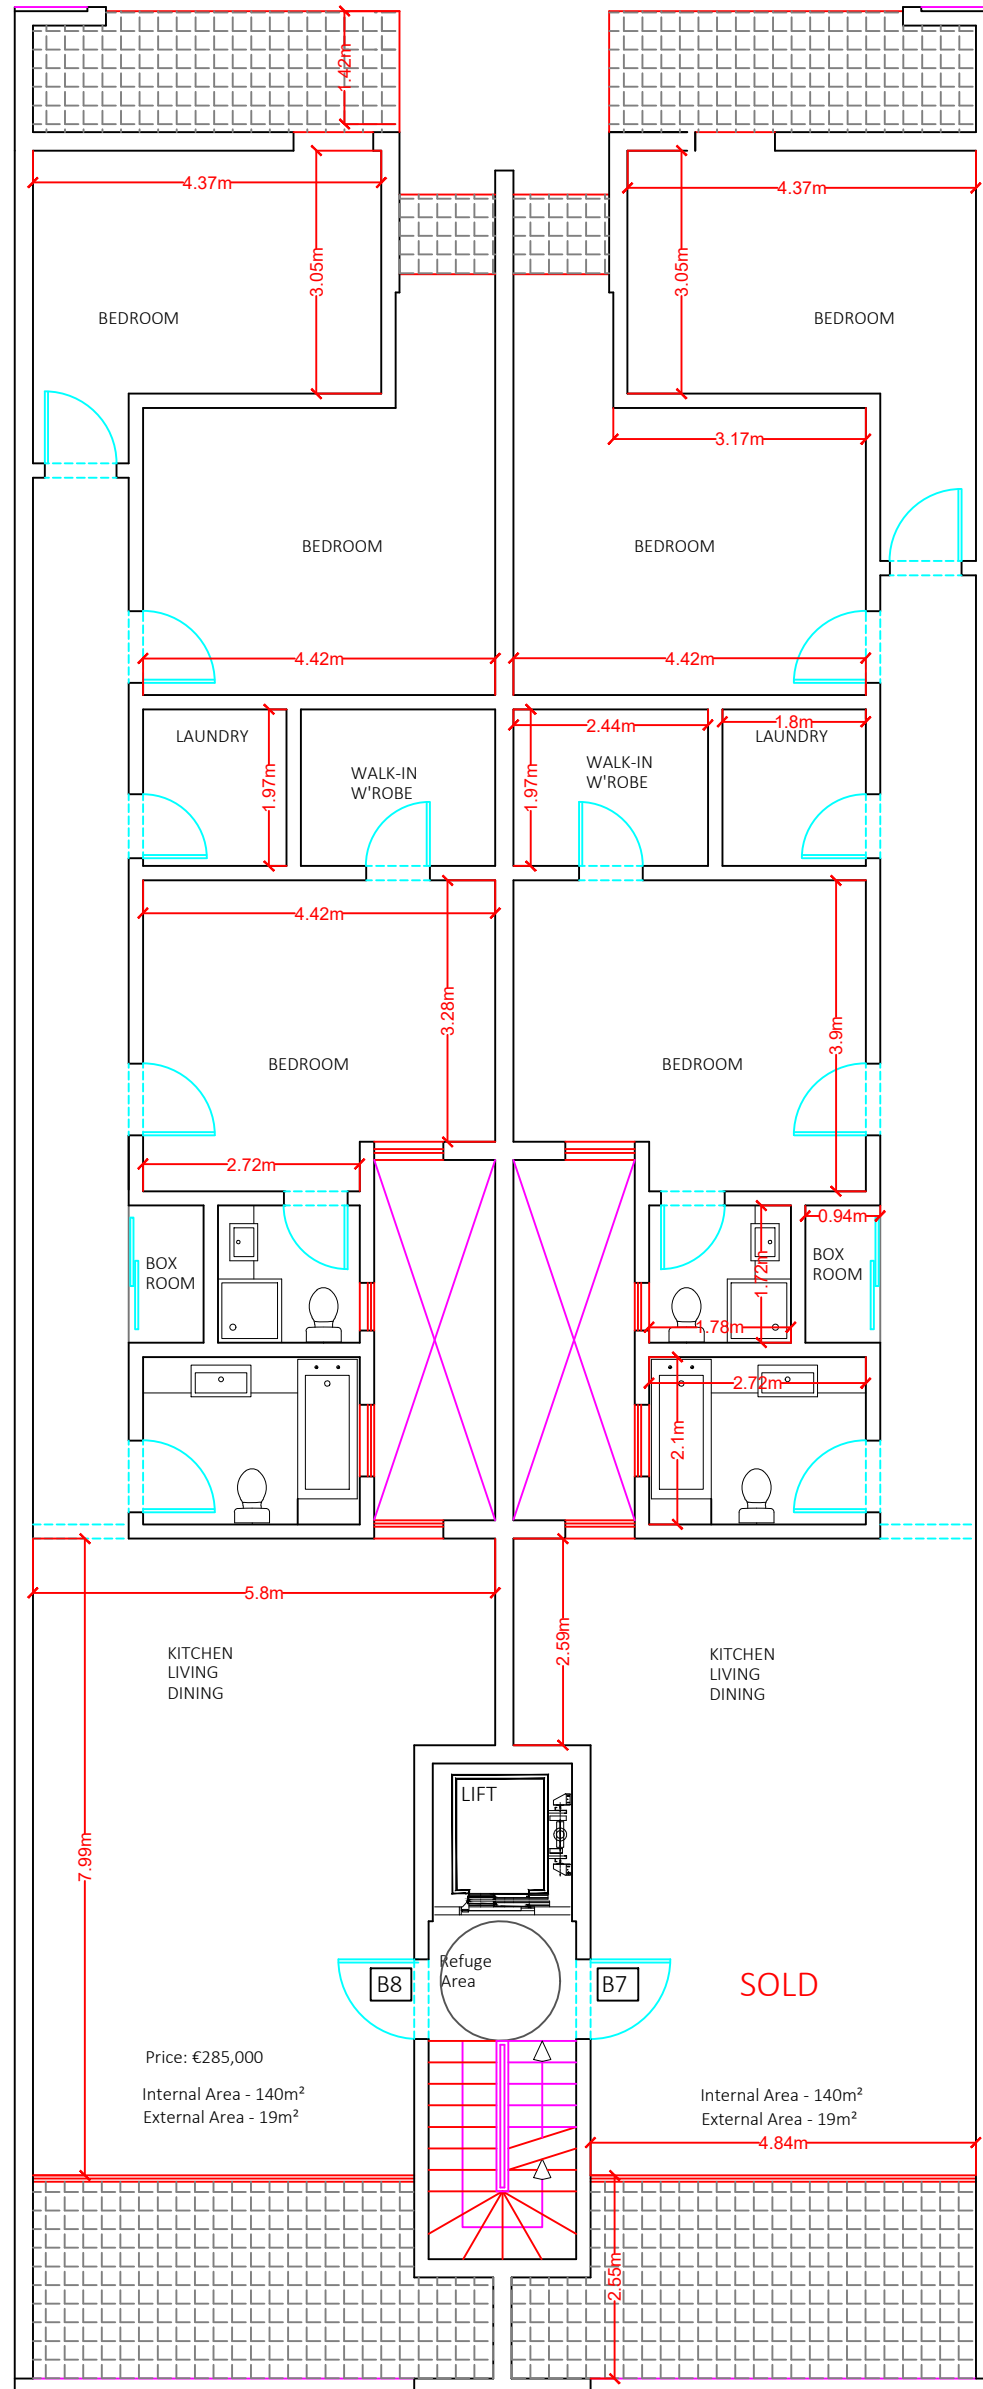 1.42m
4.37m
4.37m
3.05m
3.05m
BEDROOM
BEDROOM
3.17m
BEDROOM
BEDROOM
4.42m
4.42m
LAUNDRY
1.97m
WALK-IN
W'ROBE
1.97m
2.44m
WALK-IN
W'ROBE
1.8m
LAUNDRY
4.42m
3.28m
3.9m
BEDROOM
BEDROOM
2.72m
BOX
ROOM
1.72m
1.78m
0.94m
BOX
ROOM
2.72m
2.1m
5.8m
2.59m
KITCHEN
LIVING
DINING
KITCHEN
LIVING
DINING
7.99m
LIFT
Refuge
Area
B8
B7
SOLD
Price: €285,000
Internal Area - 140m²
External Area - 19m²
Internal Area - 140m²
External Area - 19m²
4.84m
2.55m